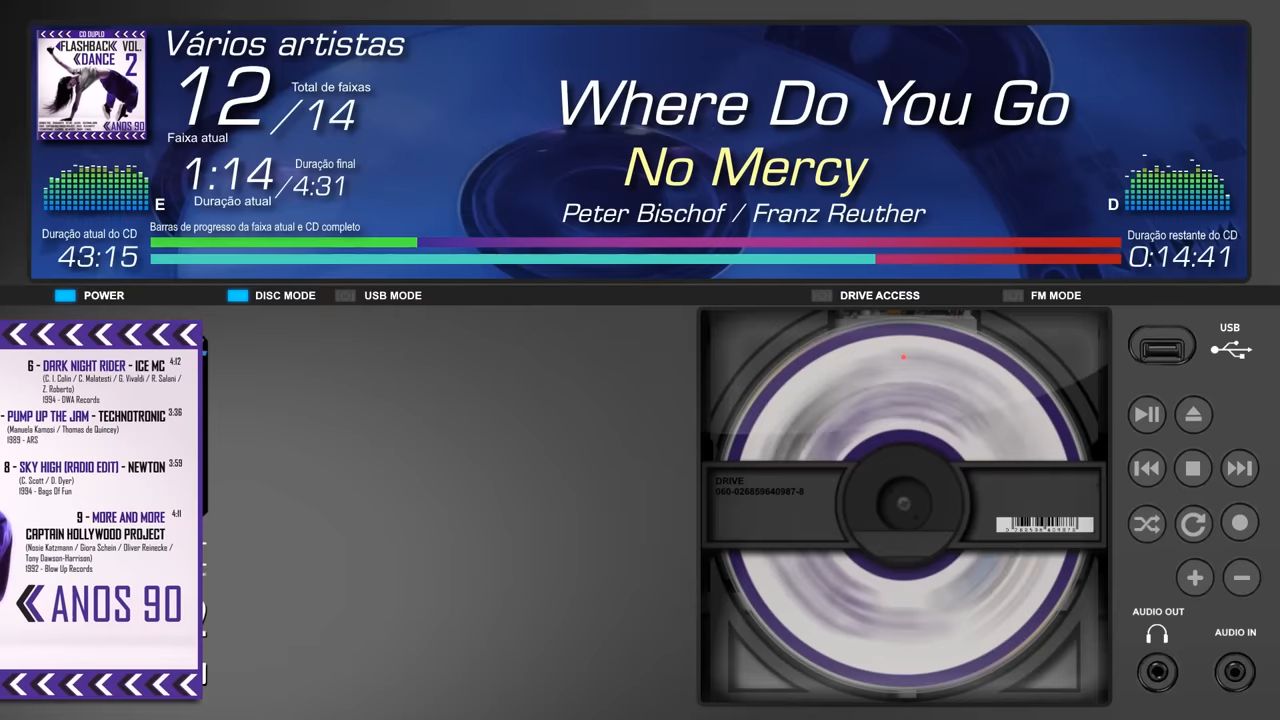 CD DUPLO
FLASHBACK VOL.
DANCE 2
ANOS 90
Vários artistas
12/14
Total de faixas
Faixa atual
1:14/4:31
Duração final
Duração atual
Where Do You Go
No Mercy
Peter Bischof / Franz Reuther
E
D
Duração atual do CD
43:15
Barras de progresso da faixa atual e CD completo
Duração restante do CD
0:14:41
POWER
DISC MODE
USB MODE
DRIVE ACCESS
FM MODE
6 - DARK NIGHT RIDER - ICE MC 4:12
(C. I. Colin / C. Malatesti / G. Vivaldi / R. Salani /
Z. Roberto)
1994 - DWA Records
- PUMP UP THE JAM - TECHNOTRONIC 3:36
(Manuela Kamosi / Thomas de Quincey)
1989 - ARS
8 - SKY HIGH (RADIO EDIT) - NEWTON 3:59
(C. Scott / D. Dyer)
1994 - Bags Of Fun
9 - MORE AND MORE 4:11
CAPTAIN HOLLYWOOD PROJECT
(Nosie Katzmann / Giora Schein / Oliver Reinecke /
Tony Dawson-Harrison)
1992 - Blow Up Records
ANOS 90
DRIVE
060-026859640987-8
USB
AUDIO OUT
AUDIO IN